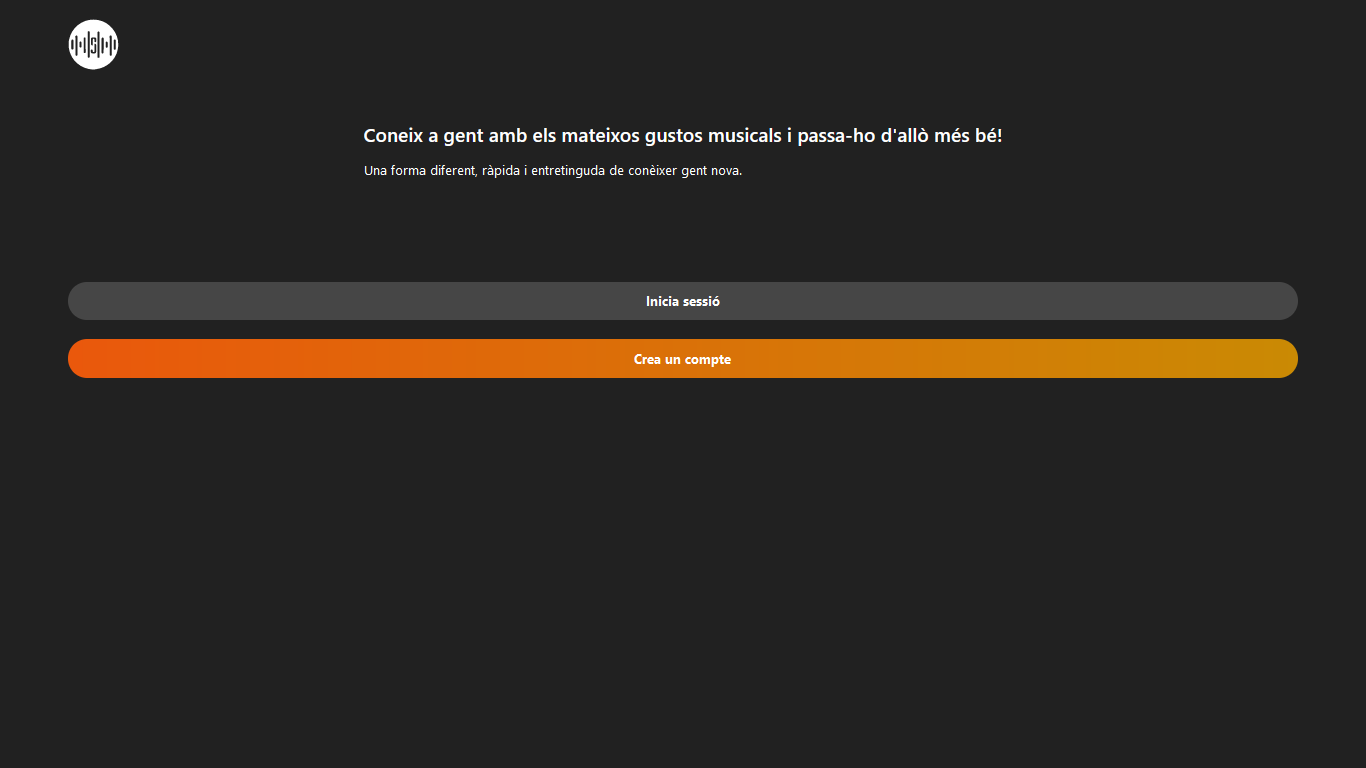 Coneix a gent amb els mateixos gustos musicals i passa-ho d'allò més bé!
Una forma diferent, ràpida i entretinguda de conèixer gent nova.
Inicia sessió
Crea un compte